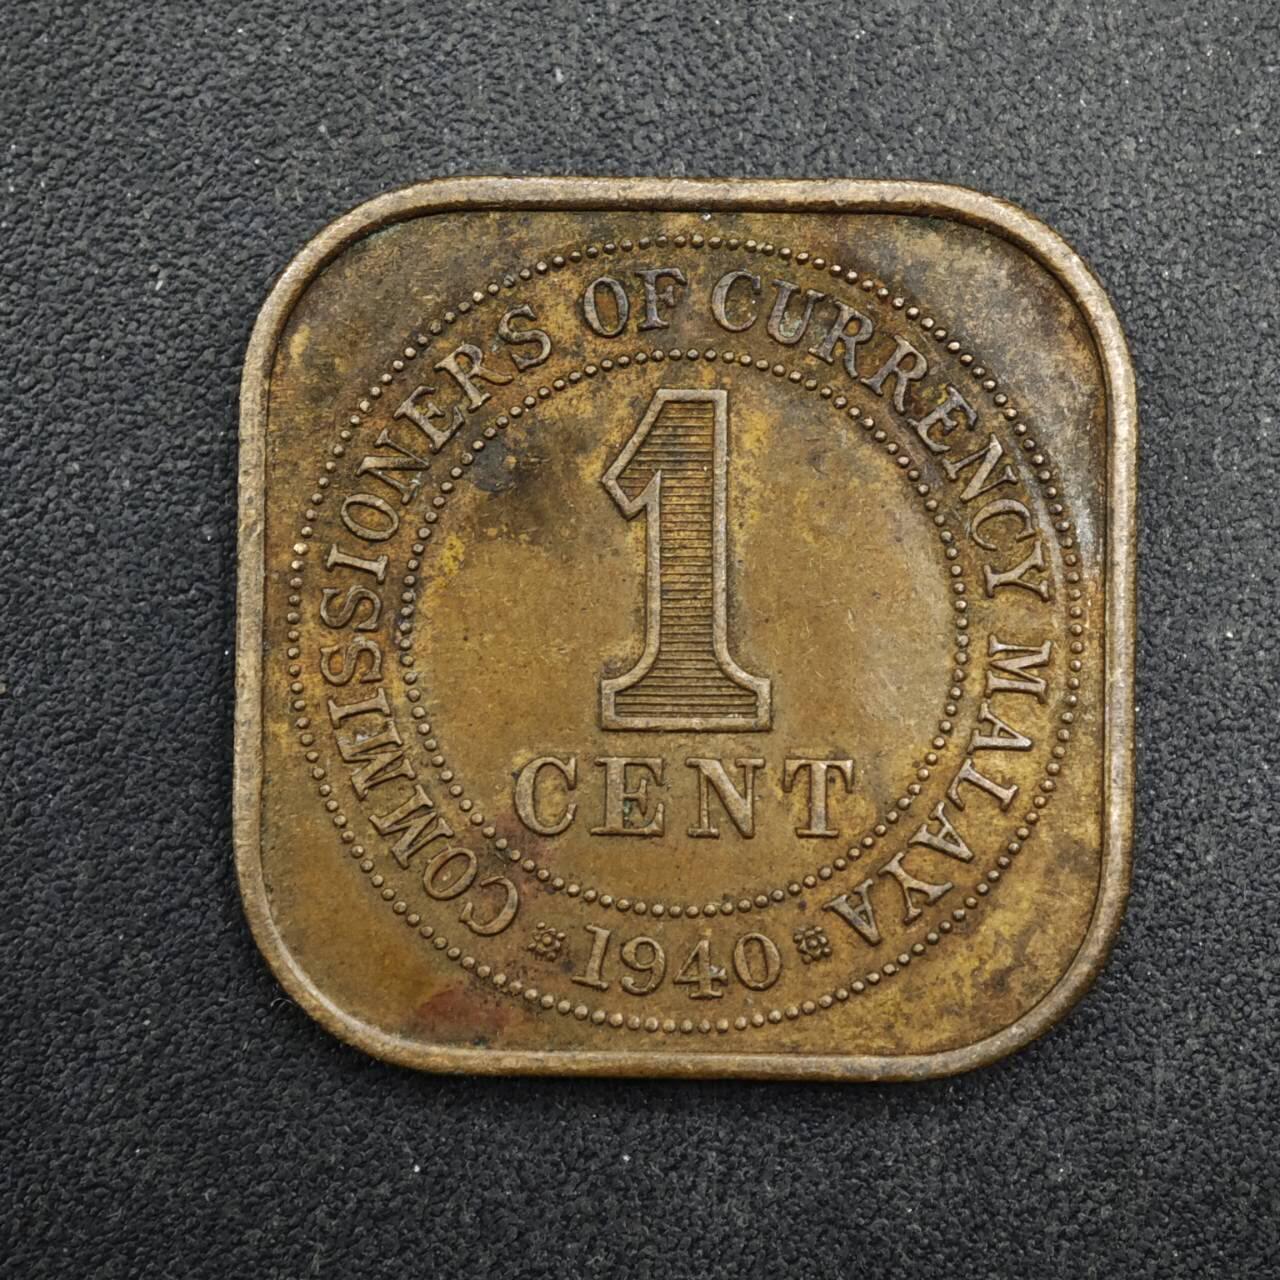 COMMISSIONERS OF CURRENCY MALAYA
1
CENT
1940